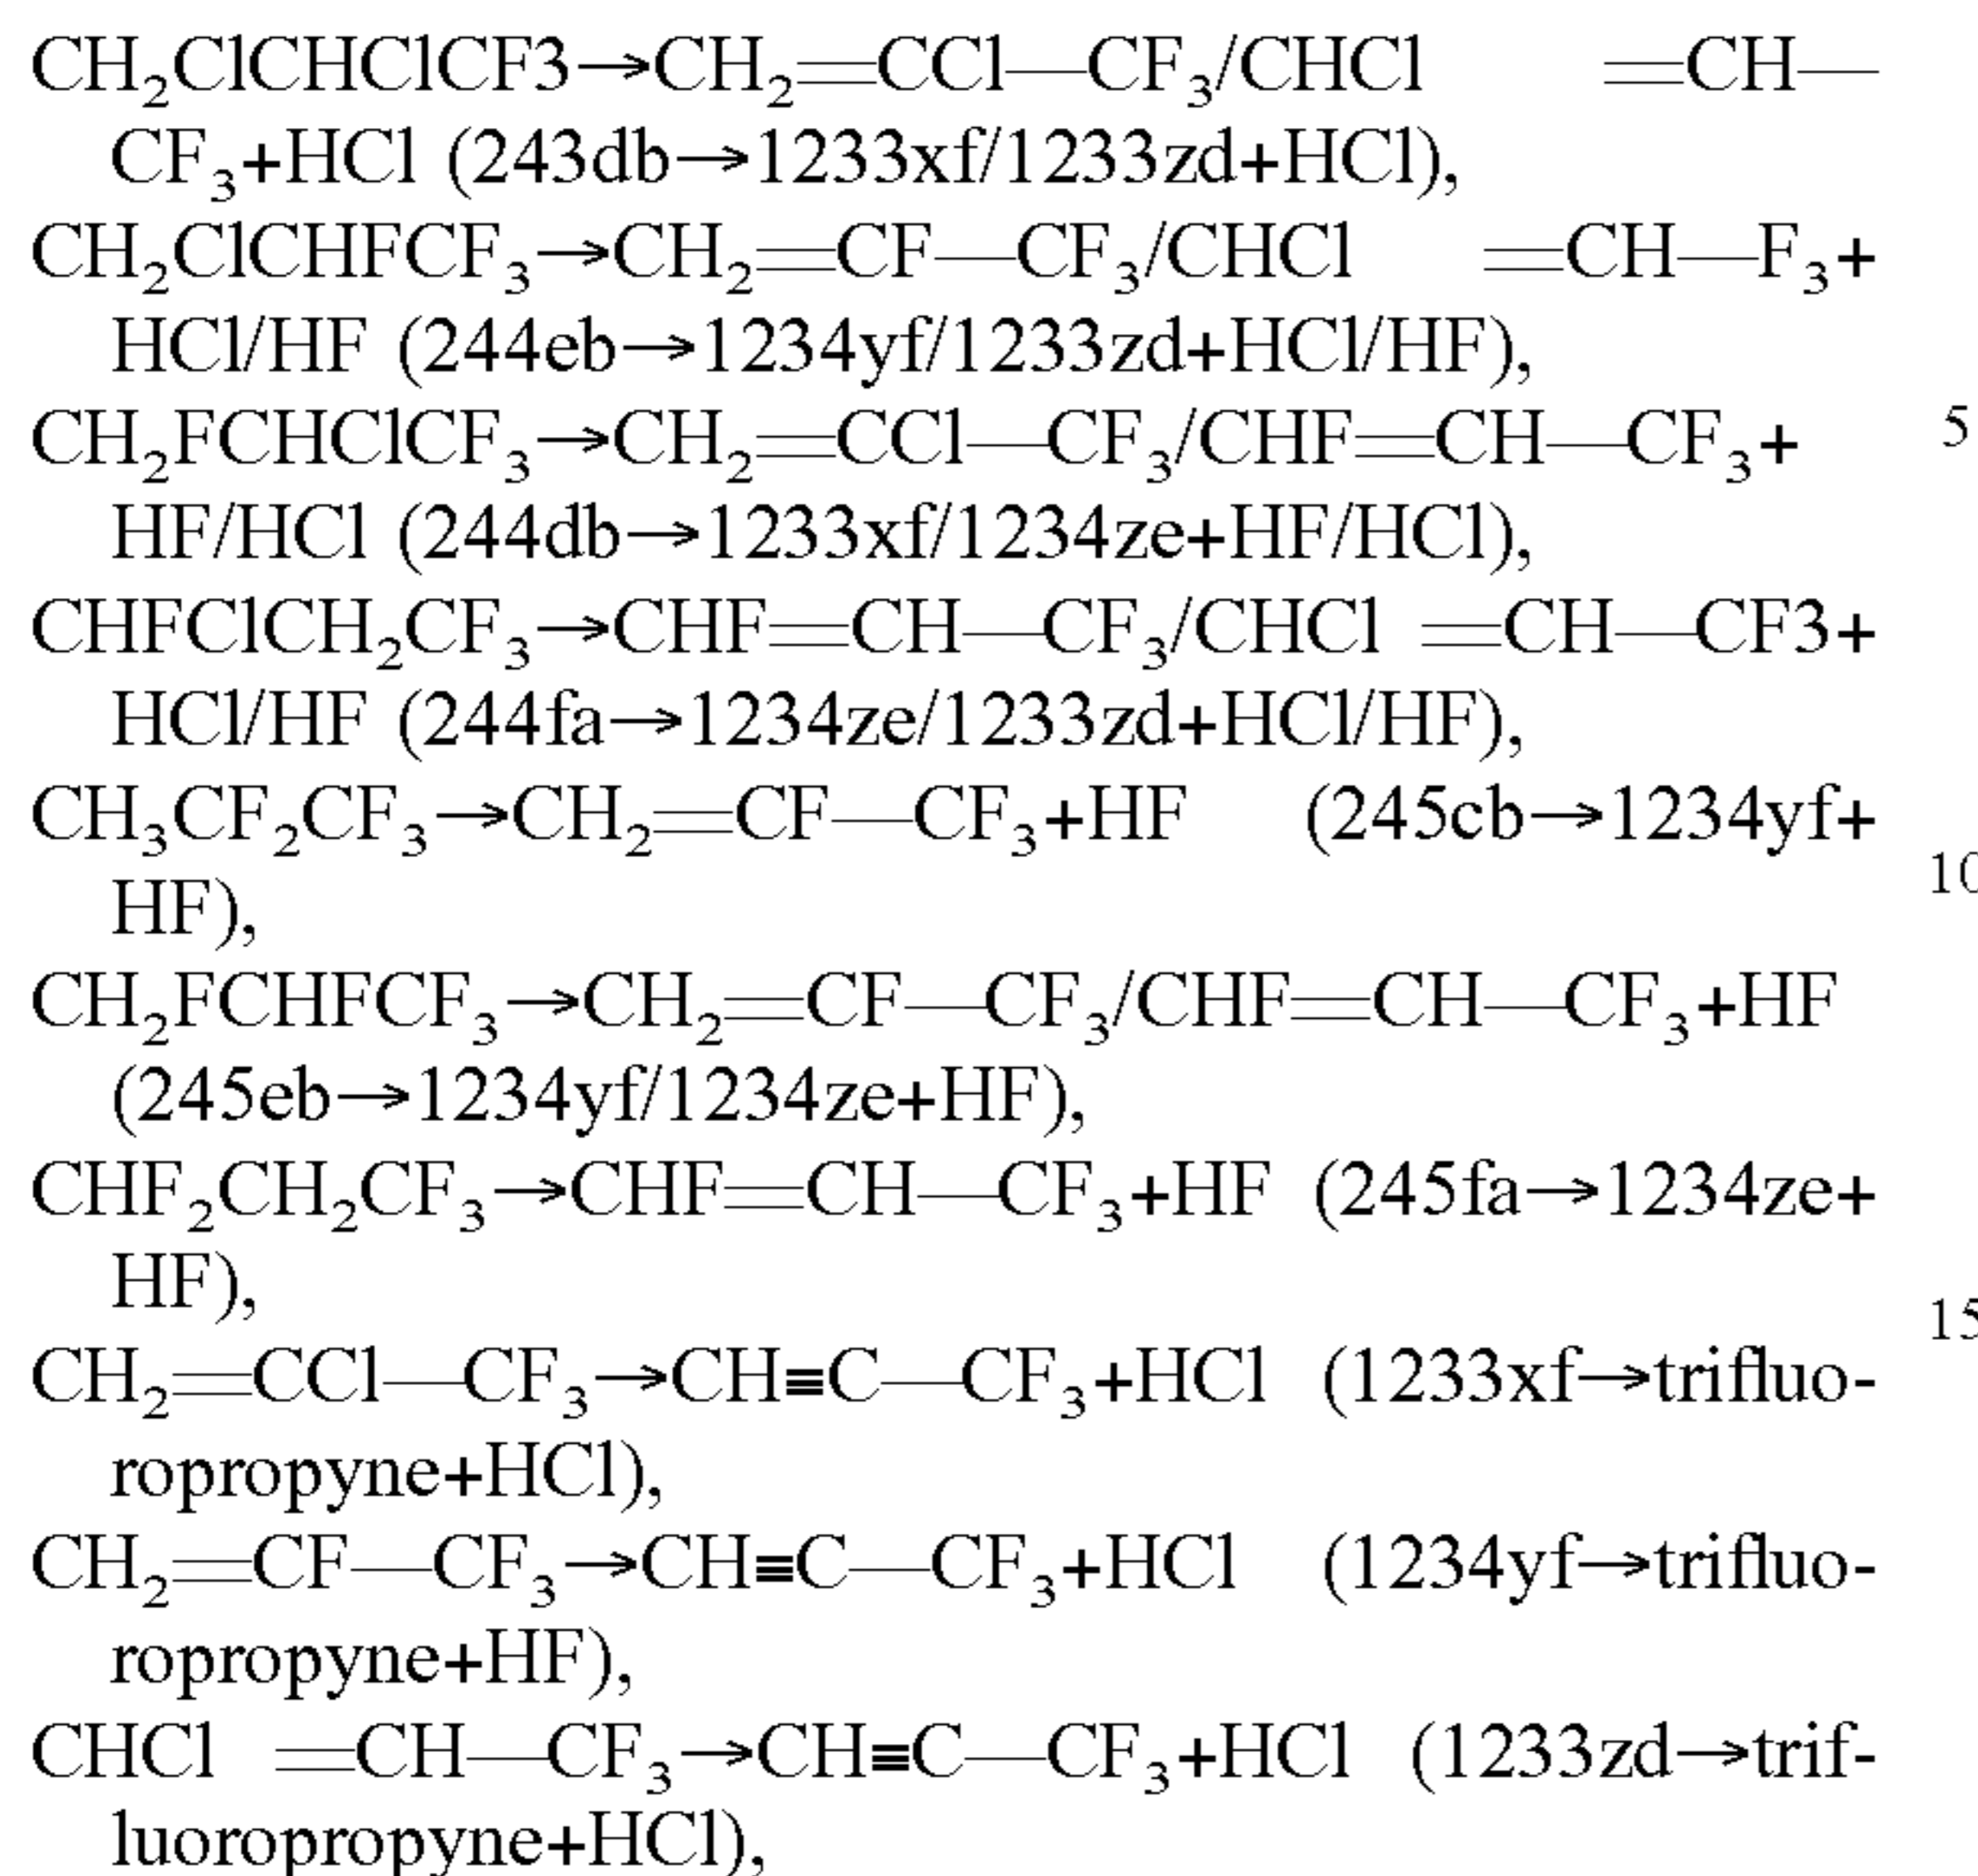 CH₂ClCHClCF3→CH₂=CCl—CF₃/CHCl =CH—
CF₃+HCl (243db→1233xf/1233zd+HCl),
CH₂ClCHFCF₃→CH₂=CF—CF₃/CHCl =CH—F₃+
HCl/HF (244eb→1234yf/1233zd+HCl/HF),
CH₂FCHClCF₃→CH₂=CCl—CF₃/CHF=CH—CF₃+ 5
HF/HCl (244db→1233xf/1234ze+HF/HCl),
CHFClCH₂CF₃→CHF=CH—CF₃/CHCl =CH—CF3+
HCl/HF (244fa→1234ze/1233zd+HCl/HF),
CH₃CF₂CF₃→CH₂=CF—CF₃+HF (245cb→1234yf+
HF), 10
CH₂FCHFCF₃→CH₂=CF—CF₃/CHF=CH—CF₃+HF
(245eb→1234yf/1234ze+HF),
CHF₂CH₂CF₃→CHF=CH—CF₃+HF (245fa→1234ze+
HF), 15
CH₂=CCl—CF₃→CH≡C—CF₃+HCl (1233xf→trifluo-
ropropyne+HCl),
CH₂=CF—CF₃→CH≡C—CF₃+HCl (1234yf→trifluo-
ropropyne+HF),
CHCl =CH—CF₃→CH≡C—CF₃+HCl (1233zd→trif-
luoropropyne+HCl),